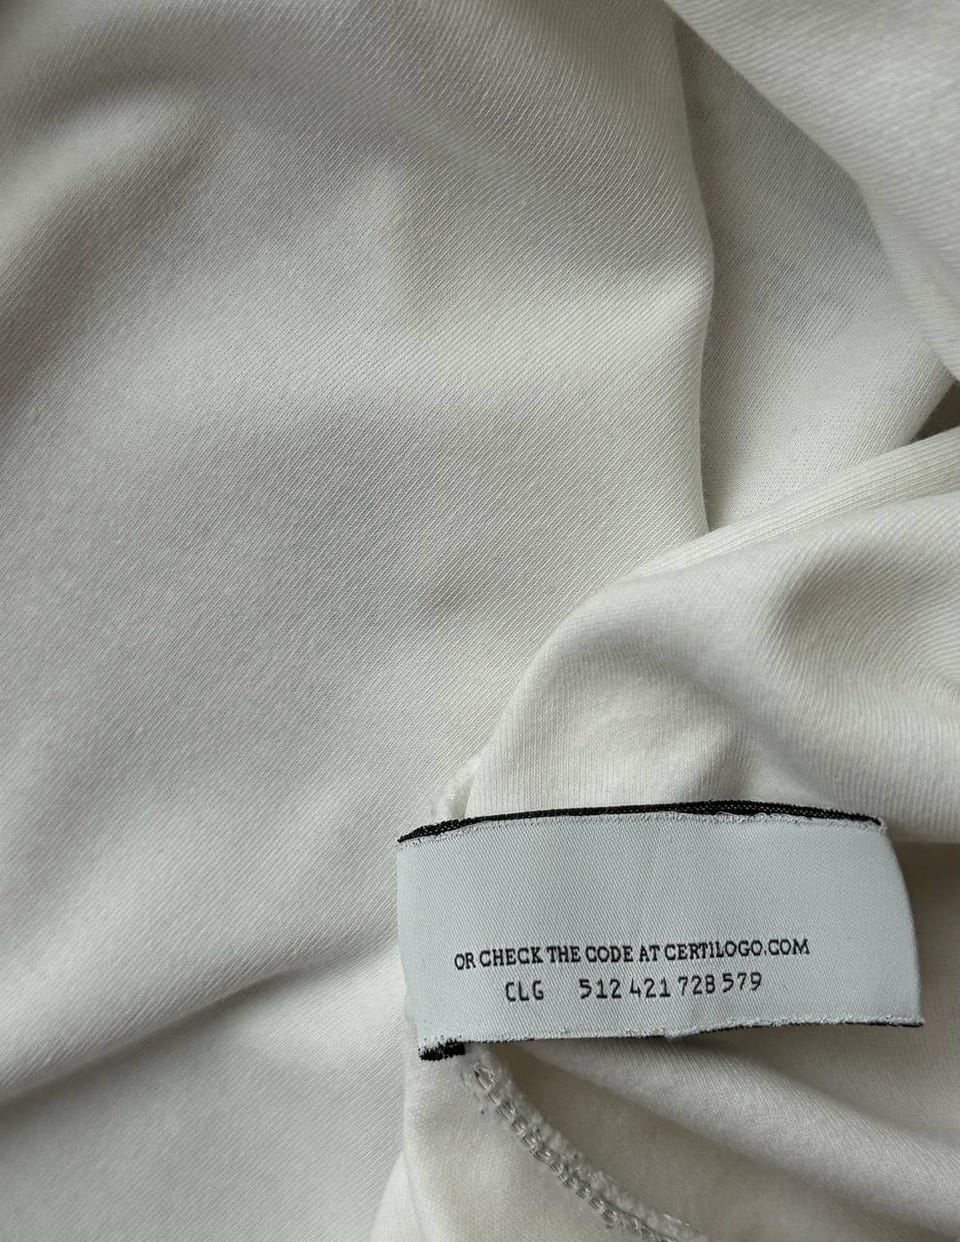 OR CHECK THE CODE AT CERTILOGO.COM
CLG 512 421 728 579